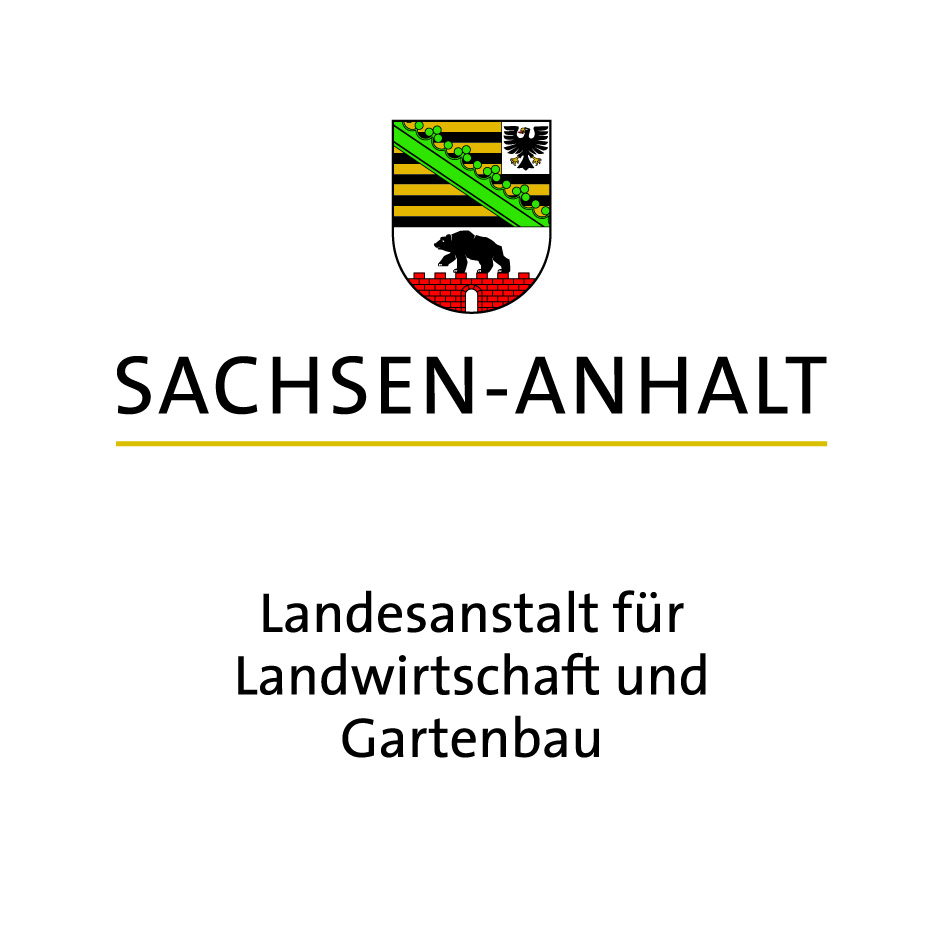 SACHSEN-ANHALT
Landesanstalt für
Landwirtschaft und
Gartenbau